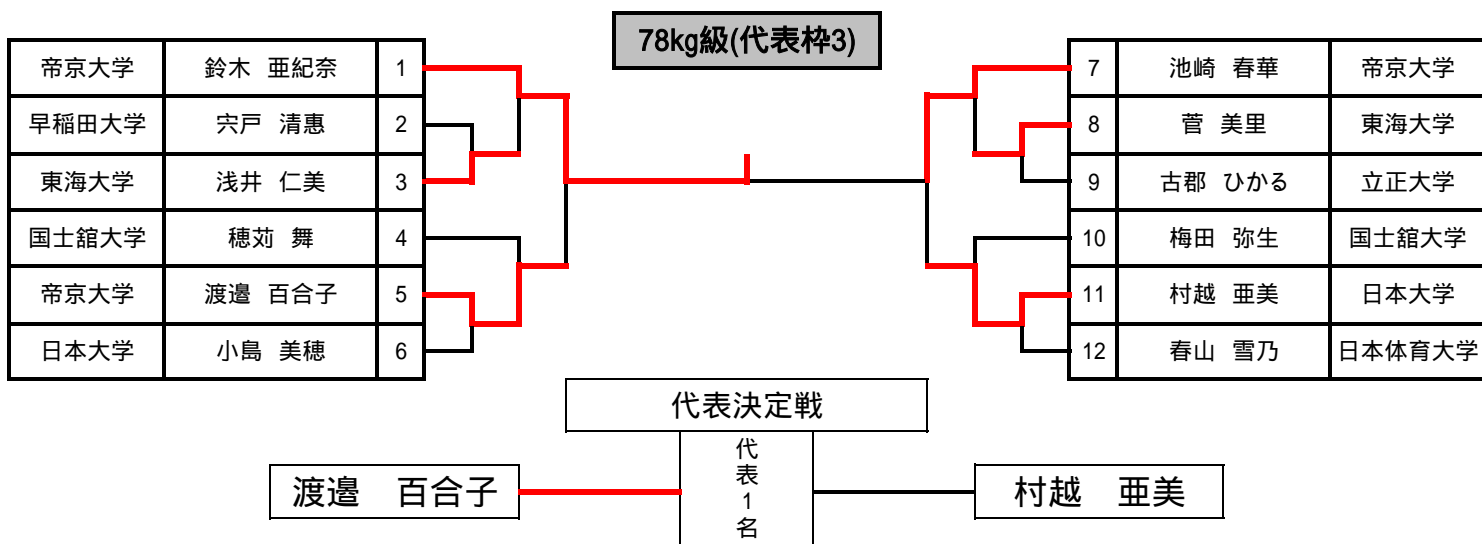 78kg級(代表枠3)
帝京大学 鈴木 亜紀奈 1
早稲田大学 宍戸 清惠 2
東海大学 浅井 仁美 3
国士舘大学 穂苅 舞 4
帝京大学 渡邉 百合子 5
日本大学 小島 美穂 6
7 池崎 春華 帝京大学
8 菅 美里 東海大学
9 古郡 ひかる 立正大学
10 梅田 弥生 国士舘大学
11 村越 亜美 日本大学
12 春山 雪乃 日本体育大学
代表決定戦
代表1名
渡邉 百合子
村越 亜美